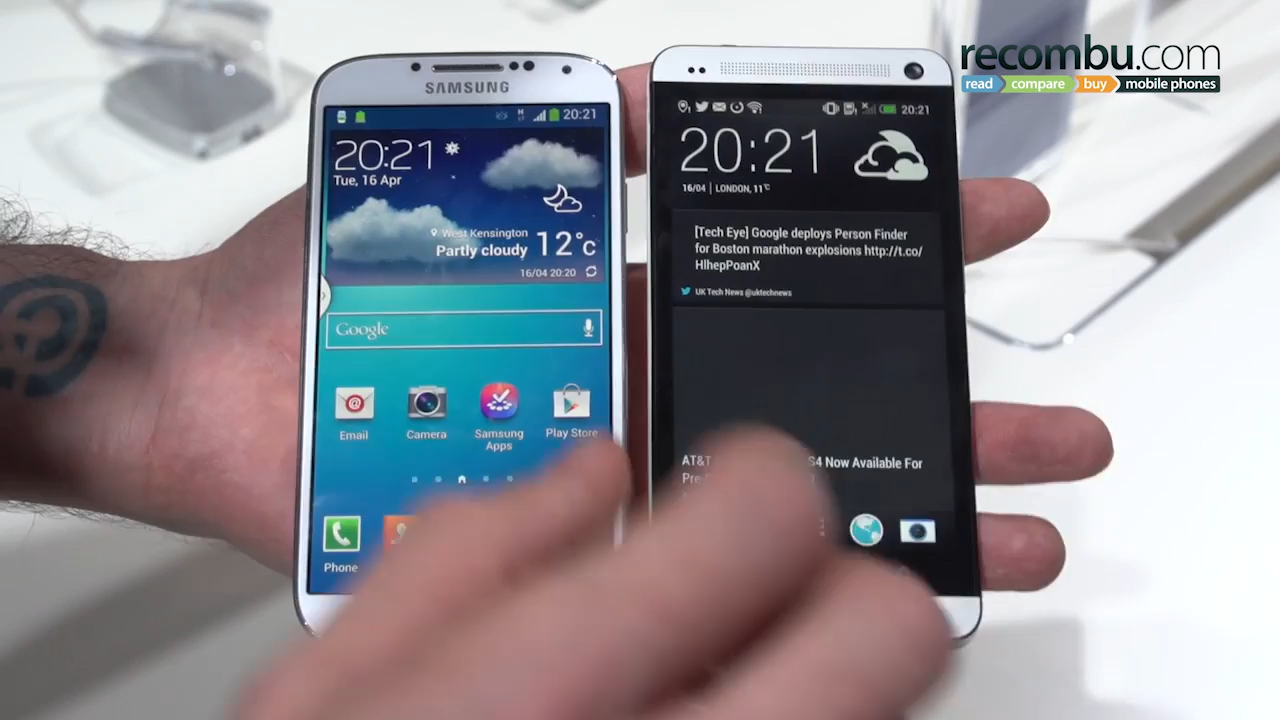 recombu.com
read compare buy mobile phones
SAMSUNG
20:21
20:21
Tue, 16 Apr
West Kensington
Partly cloudy
12°c
16/04 20:20
Google
Email
Camera
Samsung Apps
Play Store
Phone
20:21
20:21
16/04 | LONDON, 11°C
[Tech Eye] Google deploys Person Finder
for Boston marathon explosions http://t.co/
HlhepPoanX
UK Tech News @uktechnews
AT&T
S4 Now Available For